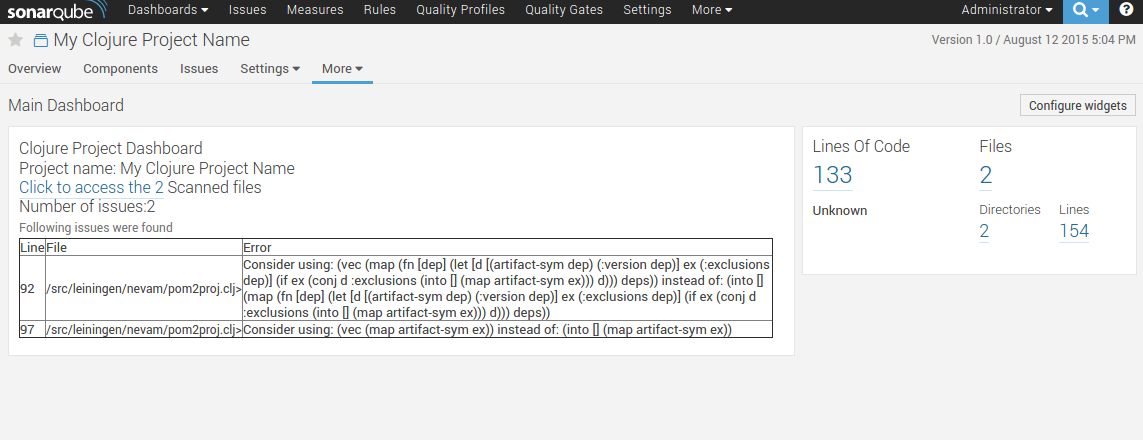 sonarqube Dashboards Issues Measures Rules Quality Profiles Quality Gates Settings More Administrator ?
My Clojure Project Name Version 1.0 / August 12 2015 5:04 PM
Overview Components Issues Settings More
Main Dashboard Configure widgets
Clojure Project Dashboard
Project name: My Clojure Project Name
Click to access the 2 Scanned files
Number of issues:2
Following issues were found
Line File Error
92 /src/leiningen/nevam/pom2proj.clj> Consider using: (vec (map (fn [dep] (let [d [(artifact-sym dep) (:version dep)] ex (:exclusions
dep)] (if ex (conj d :exclusions (into [] (map artifact-sym ex))) d))) deps)) instead of: (into []
(map (fn [dep] (let [d [(artifact-sym dep) (:version dep)] ex (:exclusions dep)] (if ex (conj d
:exclusions (into [] (map artifact-sym ex))) d))) deps))
97 /src/leiningen/nevam/pom2proj.clj> Consider using: (vec (map artifact-sym ex)) instead of: (into [] (map artifact-sym ex))
Lines Of Code Files
133 2
Unknown Directories Lines
2 154